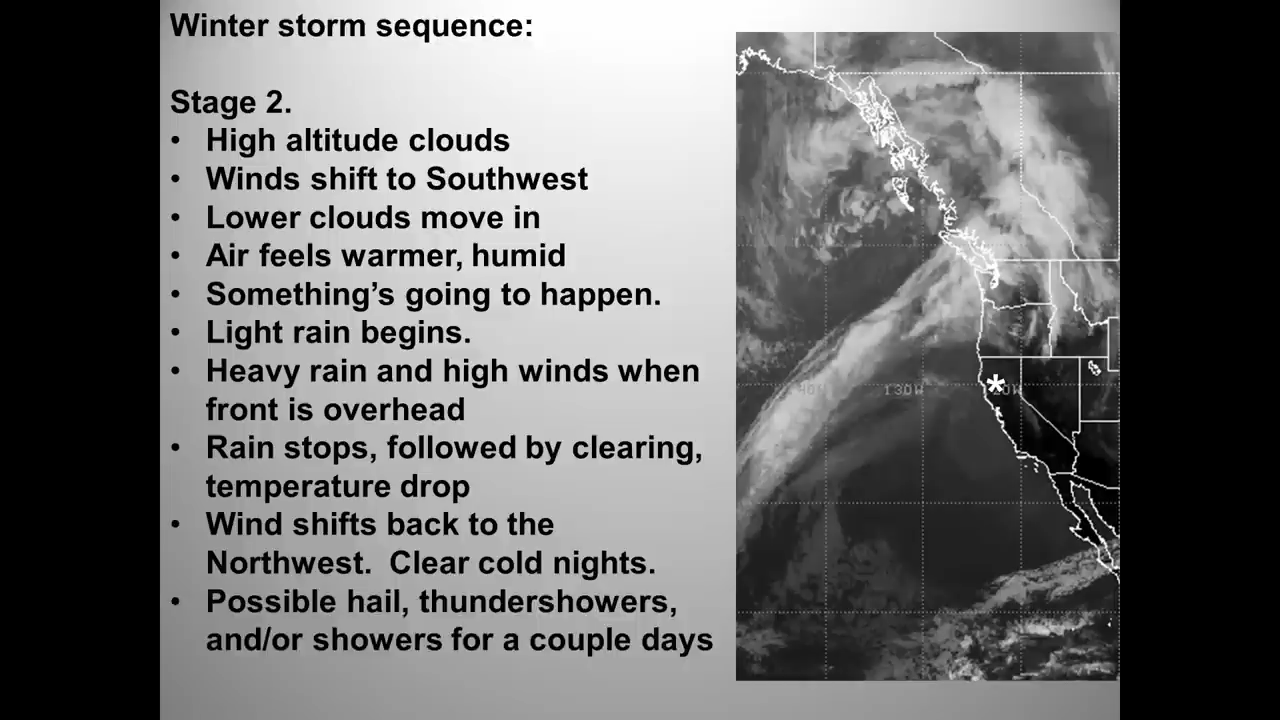 Winter storm sequence:
Stage 2.
• High altitude clouds
• Winds shift to Southwest
• Lower clouds move in
• Air feels warmer, humid
• Something’s going to happen.
• Light rain begins.
• Heavy rain and high winds when
front is overhead
• Rain stops, followed by clearing,
temperature drop
• Wind shifts back to the
Northwest.  Clear cold nights.
• Possible hail, thundershowers,
and/or showers for a couple days
130W
*